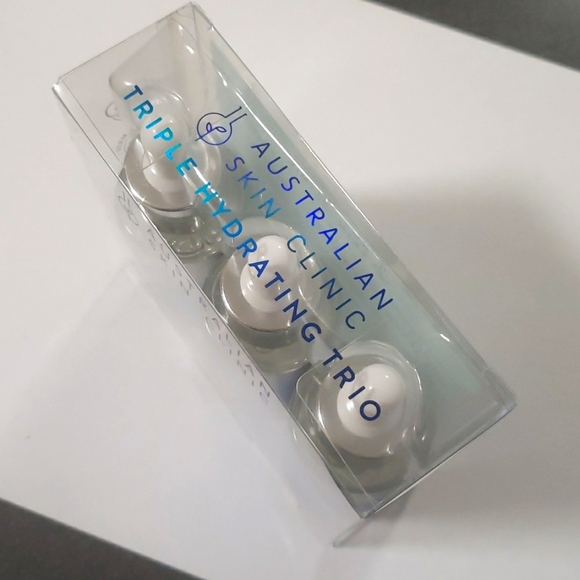 AUSTRALIAN
SKIN CLINIC
TRIPLE HYDRATING TRIO